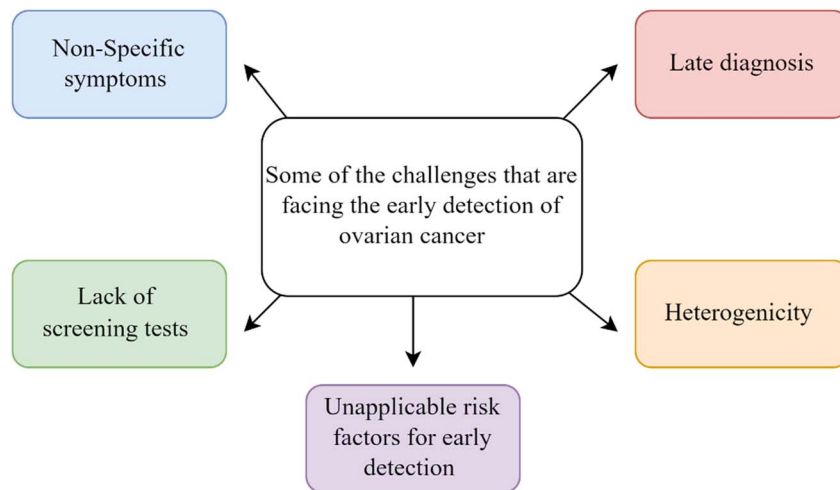 Non-Specific
symptoms
Late diagnosis
Some of the challenges that are
facing the early detection of
ovarian cancer
Lack of
screening tests
Heterogenicity
Unapplicable risk
factors for early
detection